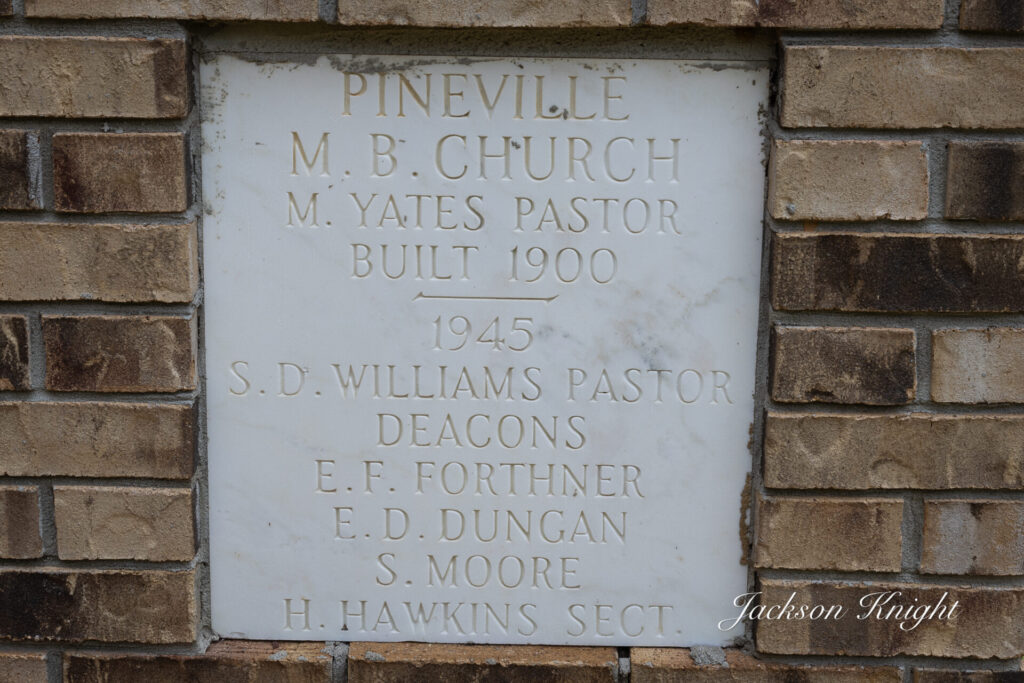 PINEVILLE
M. B. CHURCH
M. YATES PASTOR
BUILT 1900
1945
S. D. WILLIAMS PASTOR
DEACONS
E. F. FORTHNER
E. D. DUNGAN
S. MOORE
H. HAWKINS SECT.
Jackson Knight